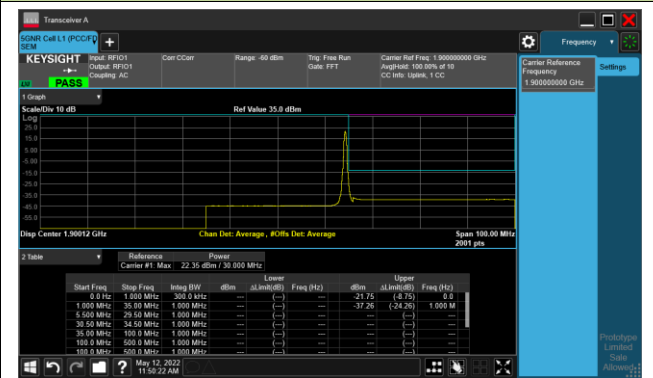 Transceiver A
5GNR Cell L1 (PCC/FD
SEM
+
Frequency
KEYSIGHT
Input: RFIO1
Output: RFIO1
Coupling: AC
Corr CCorr
Range: -60 dBm
Trig: Free Run
Gate: FFT
Carrier Ref Freq: 1.900000000 GHz
Avg|Hold: 100.00% of 10
CC Info: Uplink, 1 CC
PASS
Carrier Reference
Frequency
1.900000000 GHz
Settings
1 Graph
Scale/Div 10 dB
Ref Value 35.0 dBm
Log
25.0
15.0
5.00
-5.00
-15.0
-25.0
-35.0
-45.0
-55.0
Disp Center 1.90012 GHz
Chan Det: Average , #Offs Det: Average
Span 100.00 MHz
2001 pts
2 Table
Reference Power
Carrier #1: Max 22.35 dBm / 30.000 MHz
Lower Upper
Start Freq Stop Freq Integ BW dBm ΔLimit(dB) Freq (Hz) dBm ΔLimit(dB) Freq (Hz)
0.0 Hz 1.000 MHz 300.0 kHz --- (---) --- -21.75 (-8.75) 0.0
1.000 MHz 35.00 MHz 1.000 MHz --- (---) --- -37.26 (-24.26) 1.000 M
5.500 MHz 29.50 MHz 1.000 MHz --- (---) --- --- (---) ---
30.50 MHz 34.50 MHz 1.000 MHz --- (---) --- --- (---) ---
35.00 MHz 100.0 MHz 1.000 MHz --- (---) --- --- (---) ---
100.0 MHz 500.0 MHz 1.000 MHz --- (---) --- --- (---) ---
100.0 MHz 500.0 MHz 1.000 MHz --- (---) --- --- (---) ---
?
May 12, 2022
11:50:22 AM
Prototype
Limited
Sale
Allowed